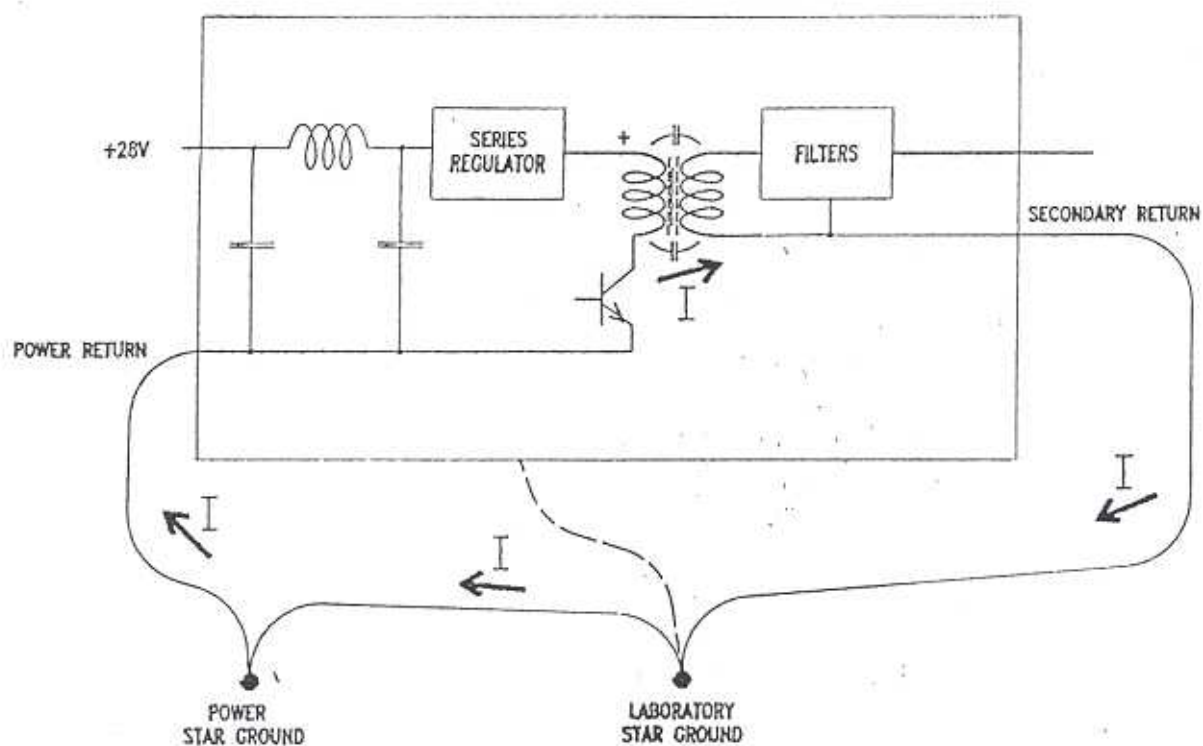 +28V
SERIES
REGULATOR
+
FILTERS
SECONDARY RETURN
I
POWER RETURN
I
I
I
POWER
STAR GROUND
LABORATORY
STAR GROUND